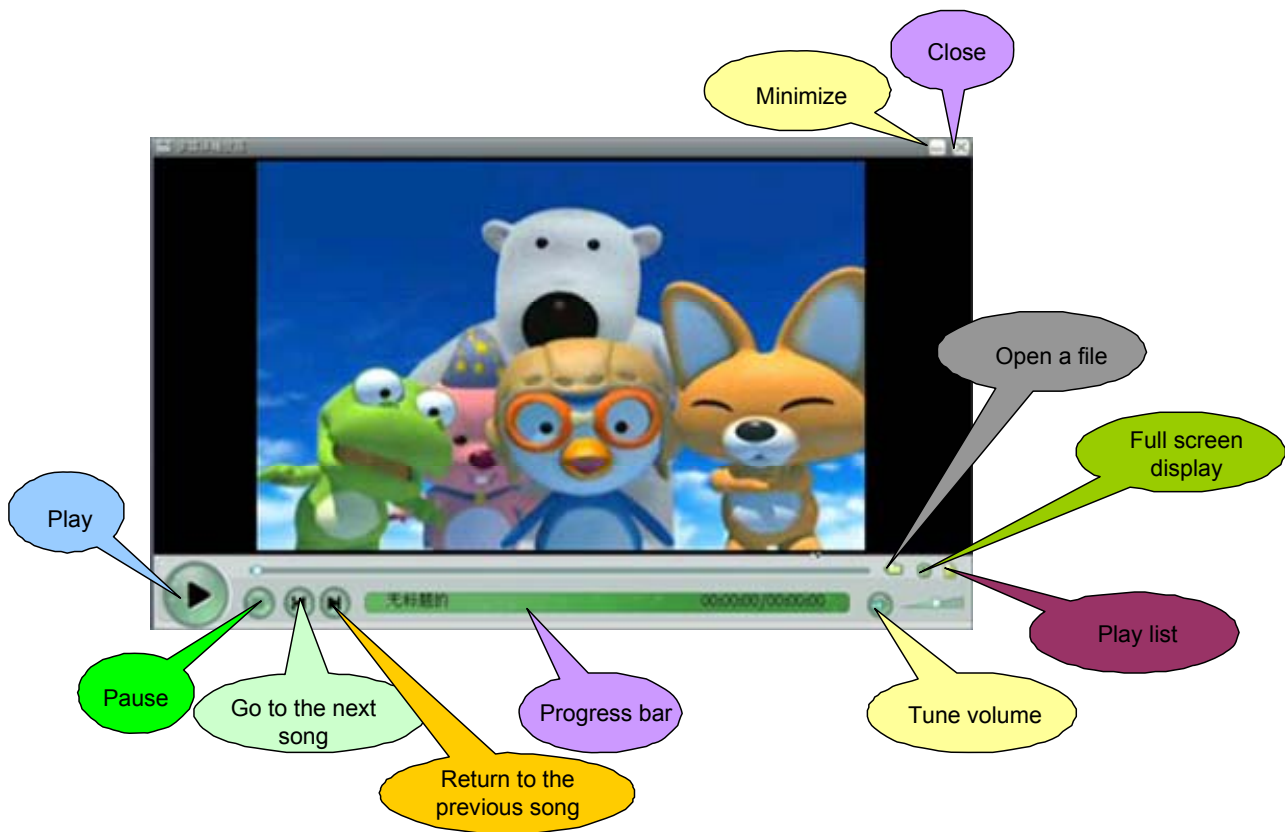 Close
Minimize
Open a file
Full screen
display
Play
无标题的 00:00:00/00:00:00
Play list
Pause
Go to the next
song
Progress bar
Tune volume
Return to the
previous song